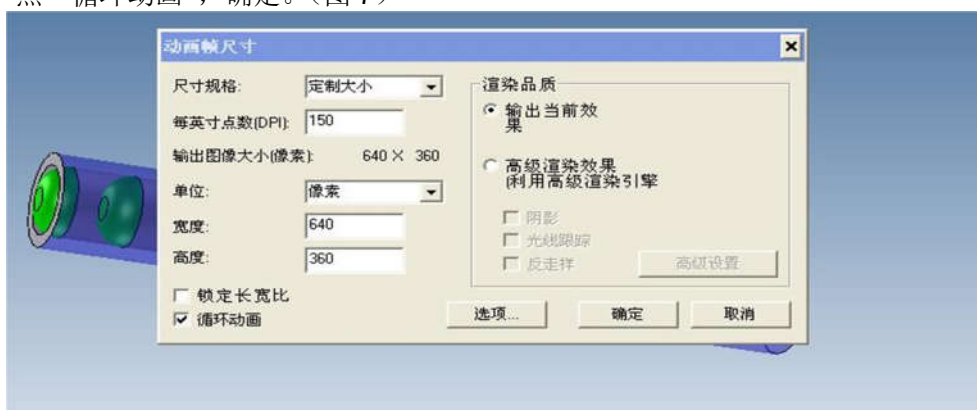 动画帧尺寸
尺寸规格: 定制大小
每英寸点数(DPI): 150
输出图像大小(像素): 640 × 360
单位: 像素
宽度: 640
高度: 360
锁定长宽比
循环动画
渲染品质
输出当前效
果
高级渲染效果
(利用高级渲染引擎
阴影
光线跟踪
反走样
高级设置
选项...
确定
取消